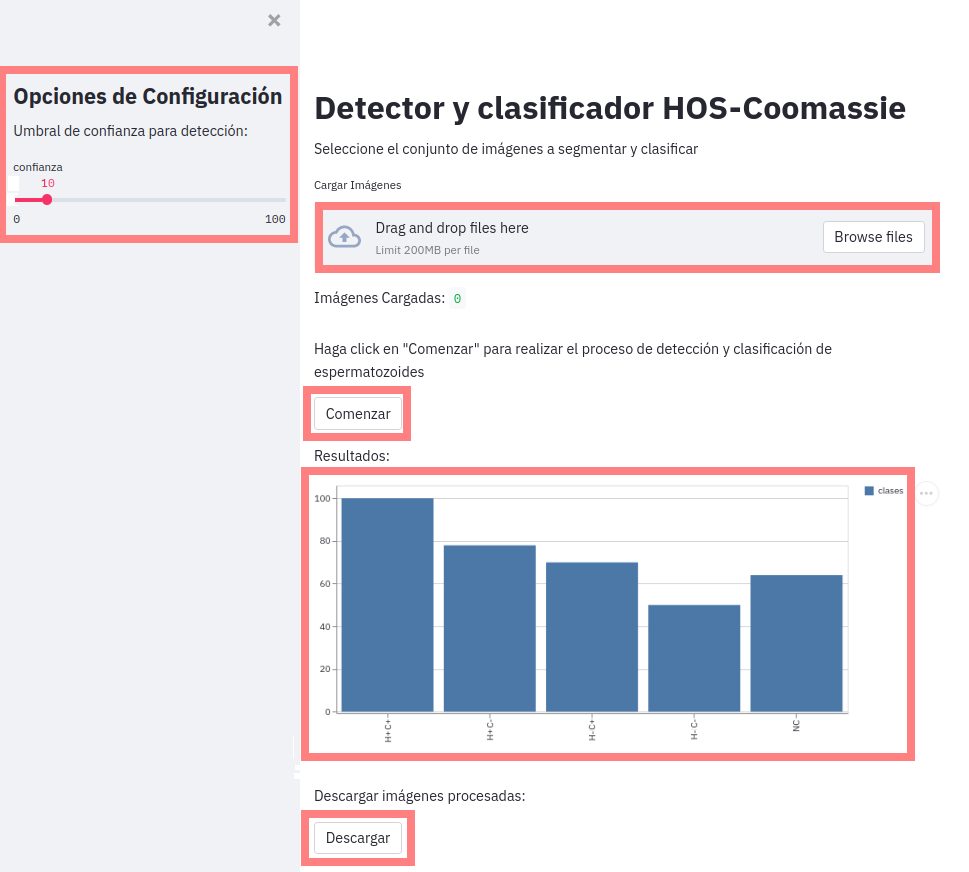 ×
Opciones de Configuración
Umbral de confianza para detección:
confianza
10
0 100
Detector y clasificador HOS-Coomassie
Seleccione el conjunto de imágenes a segmentar y clasificar
Cargar Imágenes
Drag and drop files here
Limit 200MB per file
Browse files
Imágenes Cargadas: 0
Haga click en "Comenzar" para realizar el proceso de detección y clasificación de
espermatozoides
Comenzar
Resultados:
clases
100
80
60
40
20
0
H+C+
H+C-
H-C+
H-C-
NC
Descargar imágenes procesadas:
Descargar